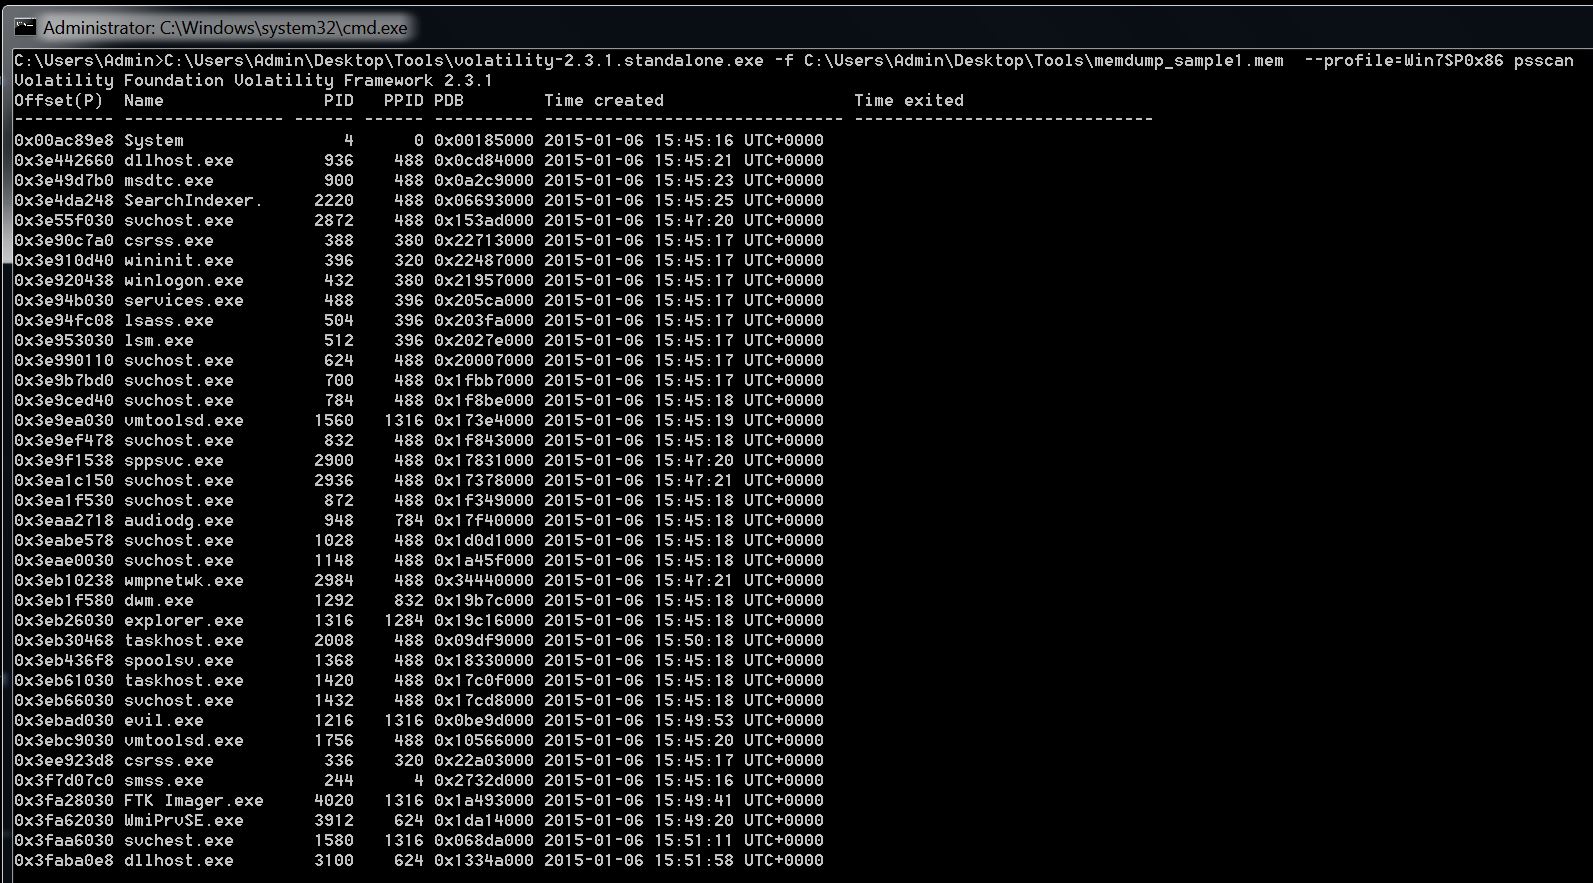 Administrator: C:\Windows\system32\cmd.exe
C:\Users\Admin>C:\Users\Admin\Desktop\Tools\volatility-2.3.1.standalone.exe -f C:\Users\Admin\Desktop\Tools\memdump_sample1.mem  --profile=Win7SP0x86 psscan
Volatility Foundation Volatility Framework 2.3.1
Offset(P)  Name                PID   PPID PDB        Time created                   Time exited
---------- ---------------- ------ ------ ---------- ------------------------------ ------------------------------
0x00ac89e8 System                4      0 0x00185000 2015-01-06 15:45:16 UTC+0000
0x3e442660 dllhost.exe         936    488 0x0cd84000 2015-01-06 15:45:21 UTC+0000
0x3e49d7b0 msdtc.exe           900    488 0x0a2c9000 2015-01-06 15:45:23 UTC+0000
0x3e4da248 SearchIndexer.     2220    488 0x06693000 2015-01-06 15:45:25 UTC+0000
0x3e55f030 svchost.exe        2872    488 0x153ad000 2015-01-06 15:47:20 UTC+0000
0x3e90c7a0 csrss.exe           388    380 0x22713000 2015-01-06 15:45:17 UTC+0000
0x3e910d40 wininit.exe         396    320 0x22487000 2015-01-06 15:45:17 UTC+0000
0x3e920438 winlogon.exe        432    380 0x21957000 2015-01-06 15:45:17 UTC+0000
0x3e94b030 services.exe        488    396 0x205ca000 2015-01-06 15:45:17 UTC+0000
0x3e94fc08 lsass.exe           504    396 0x203fa000 2015-01-06 15:45:17 UTC+0000
0x3e953030 lsm.exe             512    396 0x2027e000 2015-01-06 15:45:17 UTC+0000
0x3e990110 svchost.exe         624    488 0x20007000 2015-01-06 15:45:17 UTC+0000
0x3e9b7bd0 svchost.exe         700    488 0x1fbb7000 2015-01-06 15:45:17 UTC+0000
0x3e9ced40 svchost.exe         784    488 0x1f8be000 2015-01-06 15:45:18 UTC+0000
0x3e9ea030 vmtoolsd.exe       1560   1316 0x173e4000 2015-01-06 15:45:19 UTC+0000
0x3e9ef478 svchost.exe         832    488 0x1f843000 2015-01-06 15:45:18 UTC+0000
0x3e9f1538 sppsvc.exe         2900    488 0x17831000 2015-01-06 15:47:20 UTC+0000
0x3ea1c150 svchost.exe        2936    488 0x17378000 2015-01-06 15:47:21 UTC+0000
0x3ea1f530 svchost.exe         872    488 0x1f349000 2015-01-06 15:45:18 UTC+0000
0x3eaa2718 audiodg.exe         948    784 0x17f40000 2015-01-06 15:45:18 UTC+0000
0x3eabe578 svchost.exe        1028    488 0x1d0d1000 2015-01-06 15:45:18 UTC+0000
0x3eae0030 svchost.exe        1148    488 0x1a45f000 2015-01-06 15:45:18 UTC+0000
0x3eb10238 wmpnetwk.exe       2984    488 0x34440000 2015-01-06 15:47:21 UTC+0000
0x3eb1f580 dwm.exe            1292    832 0x19b7c000 2015-01-06 15:45:18 UTC+0000
0x3eb26030 explorer.exe       1316   1284 0x19c16000 2015-01-06 15:45:18 UTC+0000
0x3eb30468 taskhost.exe       2008    488 0x09df9000 2015-01-06 15:50:18 UTC+0000
0x3eb436f8 spoolsv.exe        1368    488 0x18330000 2015-01-06 15:45:18 UTC+0000
0x3eb61030 taskhost.exe       1420    488 0x17c0f000 2015-01-06 15:45:18 UTC+0000
0x3eb66030 svchost.exe        1432    488 0x17cd8000 2015-01-06 15:45:18 UTC+0000
0x3ebad030 evil.exe           1216   1316 0x0be9d000 2015-01-06 15:49:53 UTC+0000
0x3ebc9030 vmtoolsd.exe       1756    488 0x10566000 2015-01-06 15:45:20 UTC+0000
0x3ee923d8 csrss.exe           336    320 0x22a03000 2015-01-06 15:45:17 UTC+0000
0x3f7d07c0 smss.exe            244      4 0x2732d000 2015-01-06 15:45:16 UTC+0000
0x3fa28030 FTK Imager.exe     4020   1316 0x1a493000 2015-01-06 15:49:41 UTC+0000
0x3fa62030 WmiPrvSE.exe       3912    624 0x1da14000 2015-01-06 15:49:20 UTC+0000
0x3faa6030 svchest.exe        1580   1316 0x068da000 2015-01-06 15:51:11 UTC+0000
0x3faba0e8 dllhost.exe        3100    624 0x1334a000 2015-01-06 15:51:58 UTC+0000